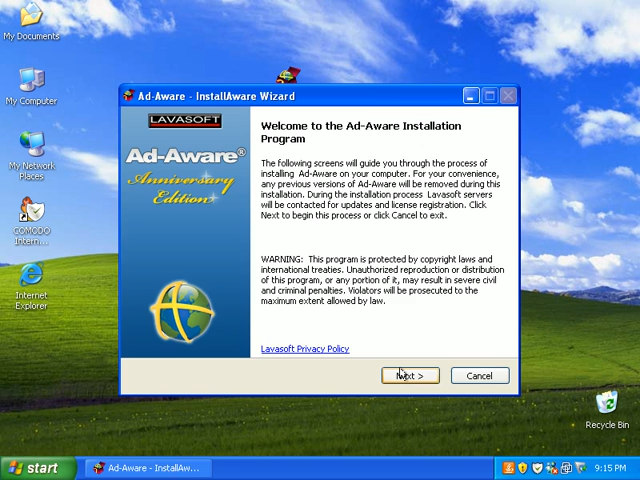 My Documents
My Computer
My Network
Places
COMODO
Intern...
Internet
Explorer
Ad-Aware - InstallAware Wizard
LAVASOFT
Ad-Aware®
Anniversary
Edition
Welcome to the Ad-Aware Installation
Program
The following screens will guide you through the process of
installing Ad-Aware on your computer. For your convenience,
any previous versions of Ad-Aware will be removed during this
installation. During the installation process Lavasoft servers
will be contacted for updates and license registration. Click
Next to begin this process or click Cancel to exit.
WARNING: This program is protected by copyright laws and
international treaties. Unauthorized reproduction or distribution
of this program, or any portion of it, may result in severe civil
and criminal penalties. Violators will be prosecuted to the
maximum extent allowed by law.
Lavasoft Privacy Policy
Next >
Cancel
Recycle Bin
start
Ad-Aware - InstallAw...
9:15 PM